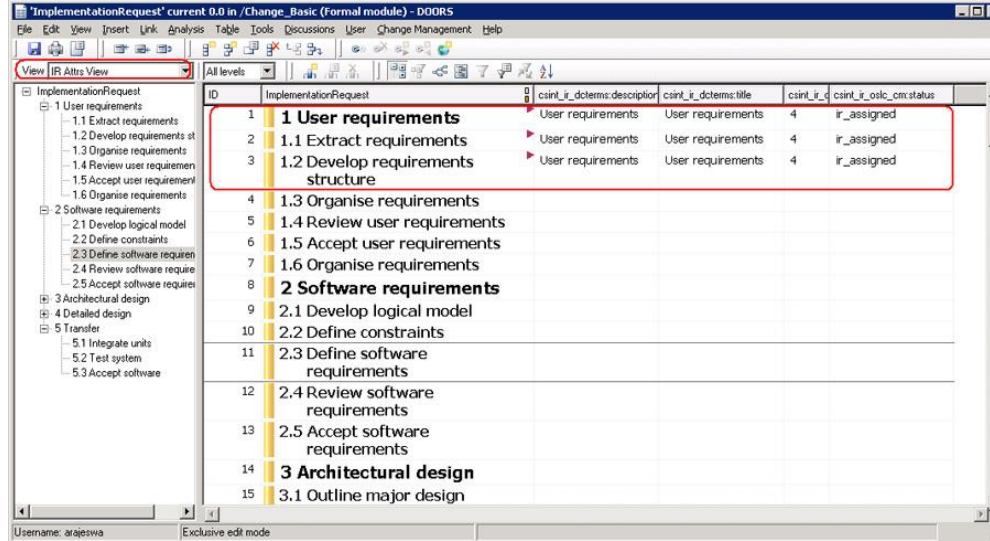 'ImplementationRequest' current 0.0 in /Change_Basic (Formal module) - DOORS
File Edit View Insert Link Analysis Table Tools Discussions User Change Management Help
View IR Attrs View All levels
ImplementationRequest
1 User requirements
1.1 Extract requirements
1.2 Develop requirements st
1.3 Organise requirements
1.4 Review user requiremen
1.5 Accept user requirement
1.6 Organise requirements
2 Software requirements
2.1 Develop logical model
2.2 Define constraints
2.3 Define software requiren
2.4 Review software require
2.5 Accept software require
3 Architectural design
4 Detailed design
5 Transfer
5.1 Integrate units
5.2 Test system
5.3 Accept software
ID ImplementationRequest csint_ir_dcterms:description csint_ir_dcterms:title csint_ir_c csint_ir_oslc_cm:status
1 1 User requirements User requirements User requirements 4 ir_assigned
2 1.1 Extract requirements User requirements User requirements 4 ir_assigned
3 1.2 Develop requirements User requirements User requirements 4 ir_assigned
structure
4 1.3 Organise requirements
5 1.4 Review user requirements
6 1.5 Accept user requirements
7 1.6 Organise requirements
8 2 Software requirements
9 2.1 Develop logical model
10 2.2 Define constraints
11 2.3 Define software
requirements
12 2.4 Review software
requirements
13 2.5 Accept software
requirements
14 3 Architectural design
15 3.1 Outline major design
Username: arajeswa Exclusive edit mode